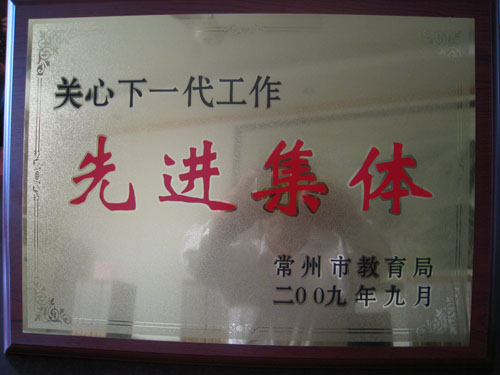 关心下一代工作
先进集体
常州市教育局
二00九年九月